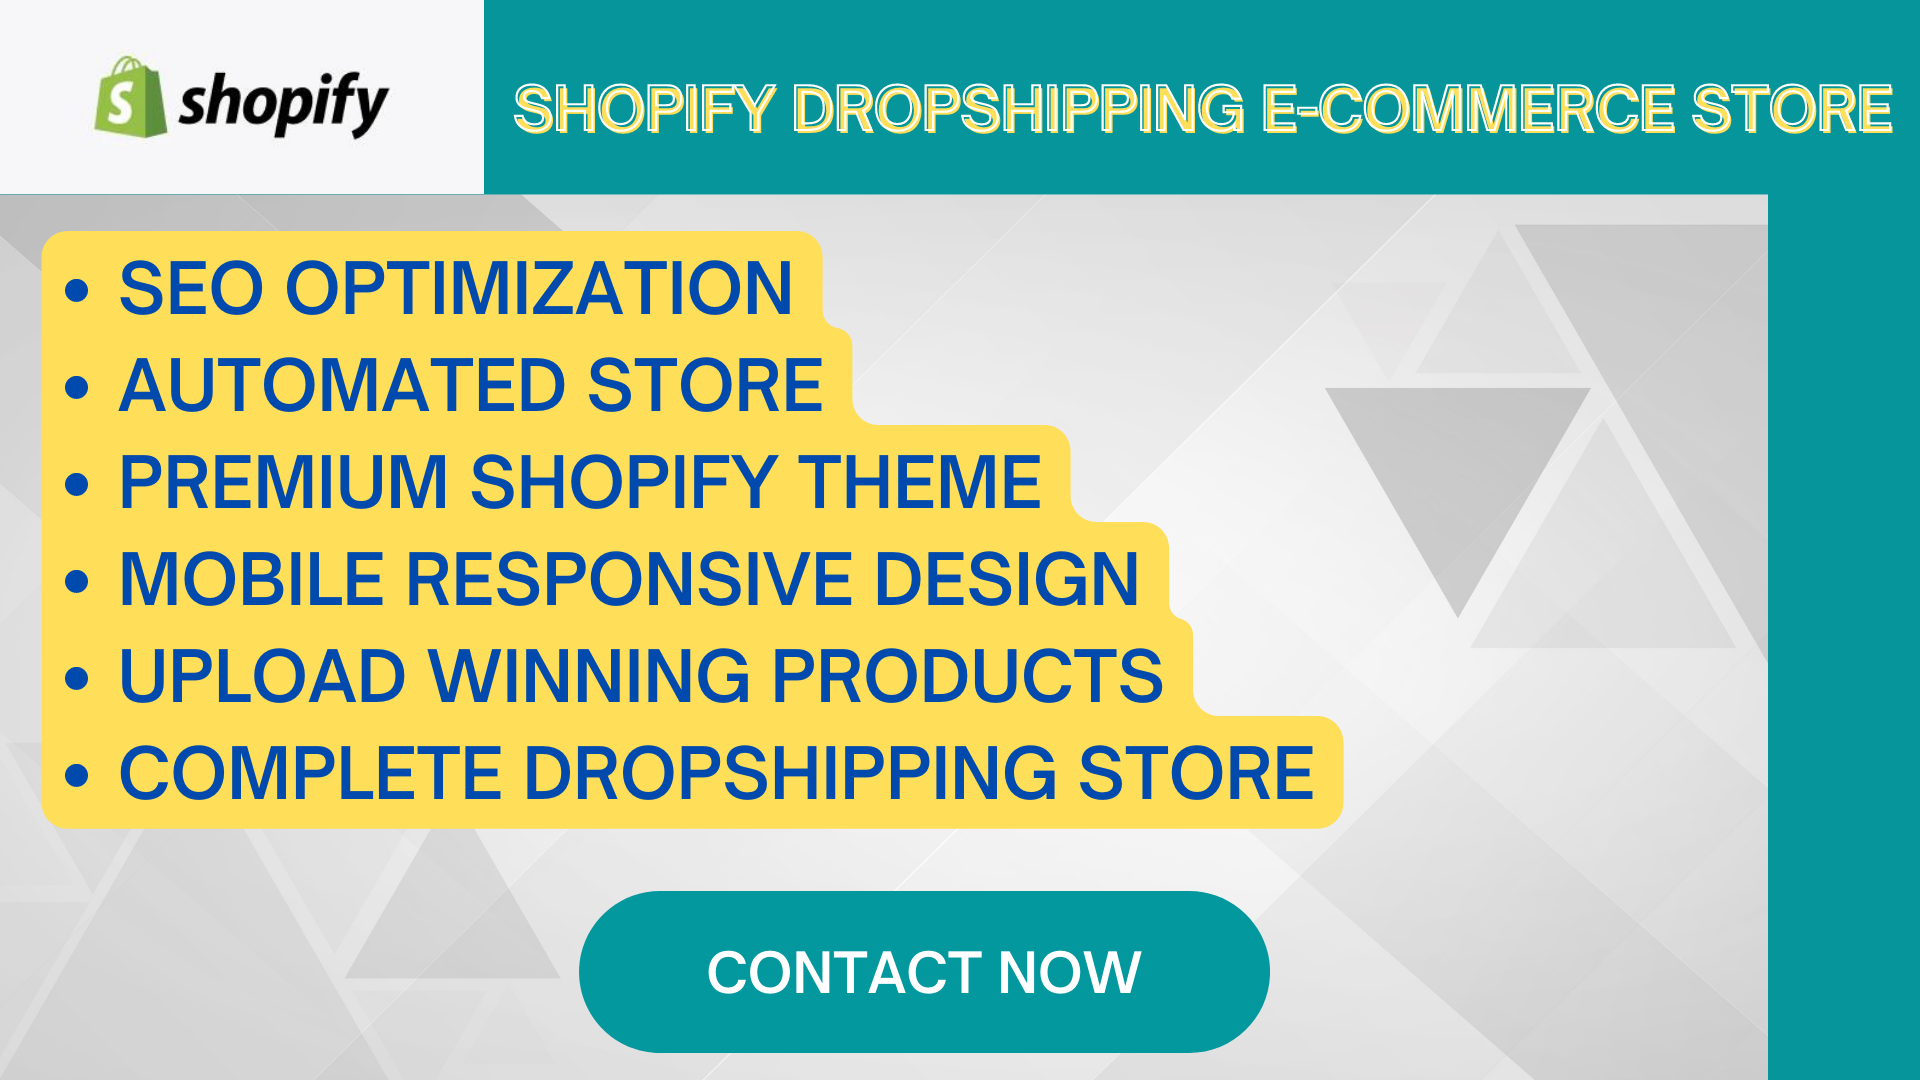 shopify
SHOPIFY DROPSHIPPING E-COMMERCE STORE
• SEO OPTIMIZATION
• AUTOMATED STORE
• PREMIUM SHOPIFY THEME
• MOBILE RESPONSIVE DESIGN
• UPLOAD WINNING PRODUCTS
• COMPLETE DROPSHIPPING STORE
CONTACT NOW